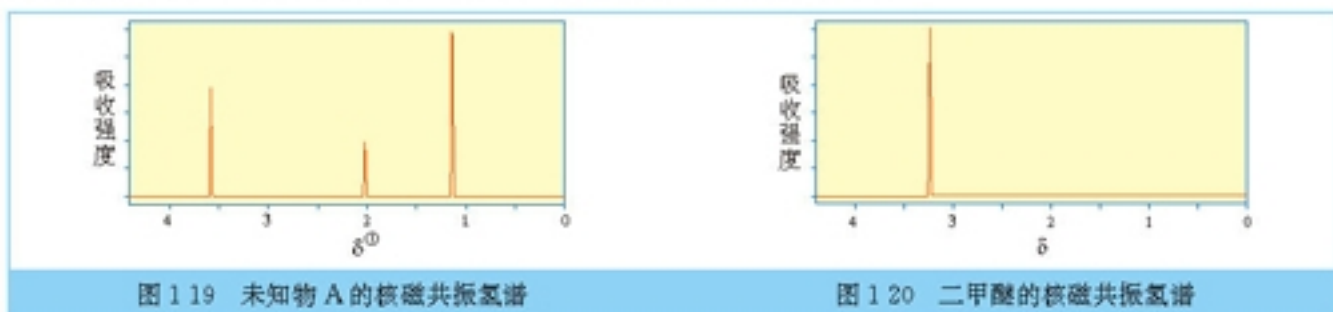 吸收强度
4 3 2 1 0
δ①
图 1 19 未知物 A 的核磁共振氢谱
吸收强度
4 3 2 1 0
δ
图 1 20 二甲醚的核磁共振氢谱